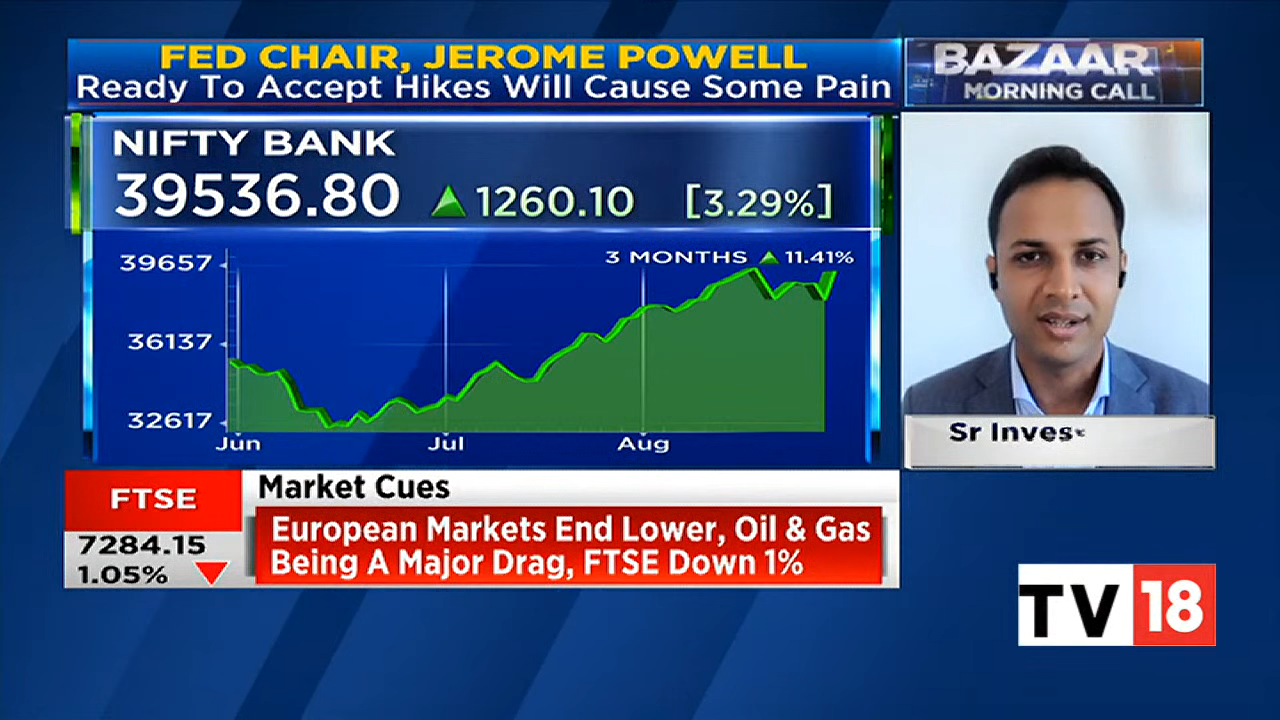 FED CHAIR, JEROME POWELL
Ready To Accept Hikes Will Cause Some Pain
BAZAAR
MORNING CALL
NIFTY BANK
39536.80 ▲ 1260.10 [3.29%]
3 MONTHS ▲ 11.41%
39657
36137
32617
Jun Jul Aug
Sr Inves
FTSE
7284.15
1.05% ▼
Market Cues
European Markets End Lower, Oil & Gas
Being A Major Drag, FTSE Down 1%
TV18